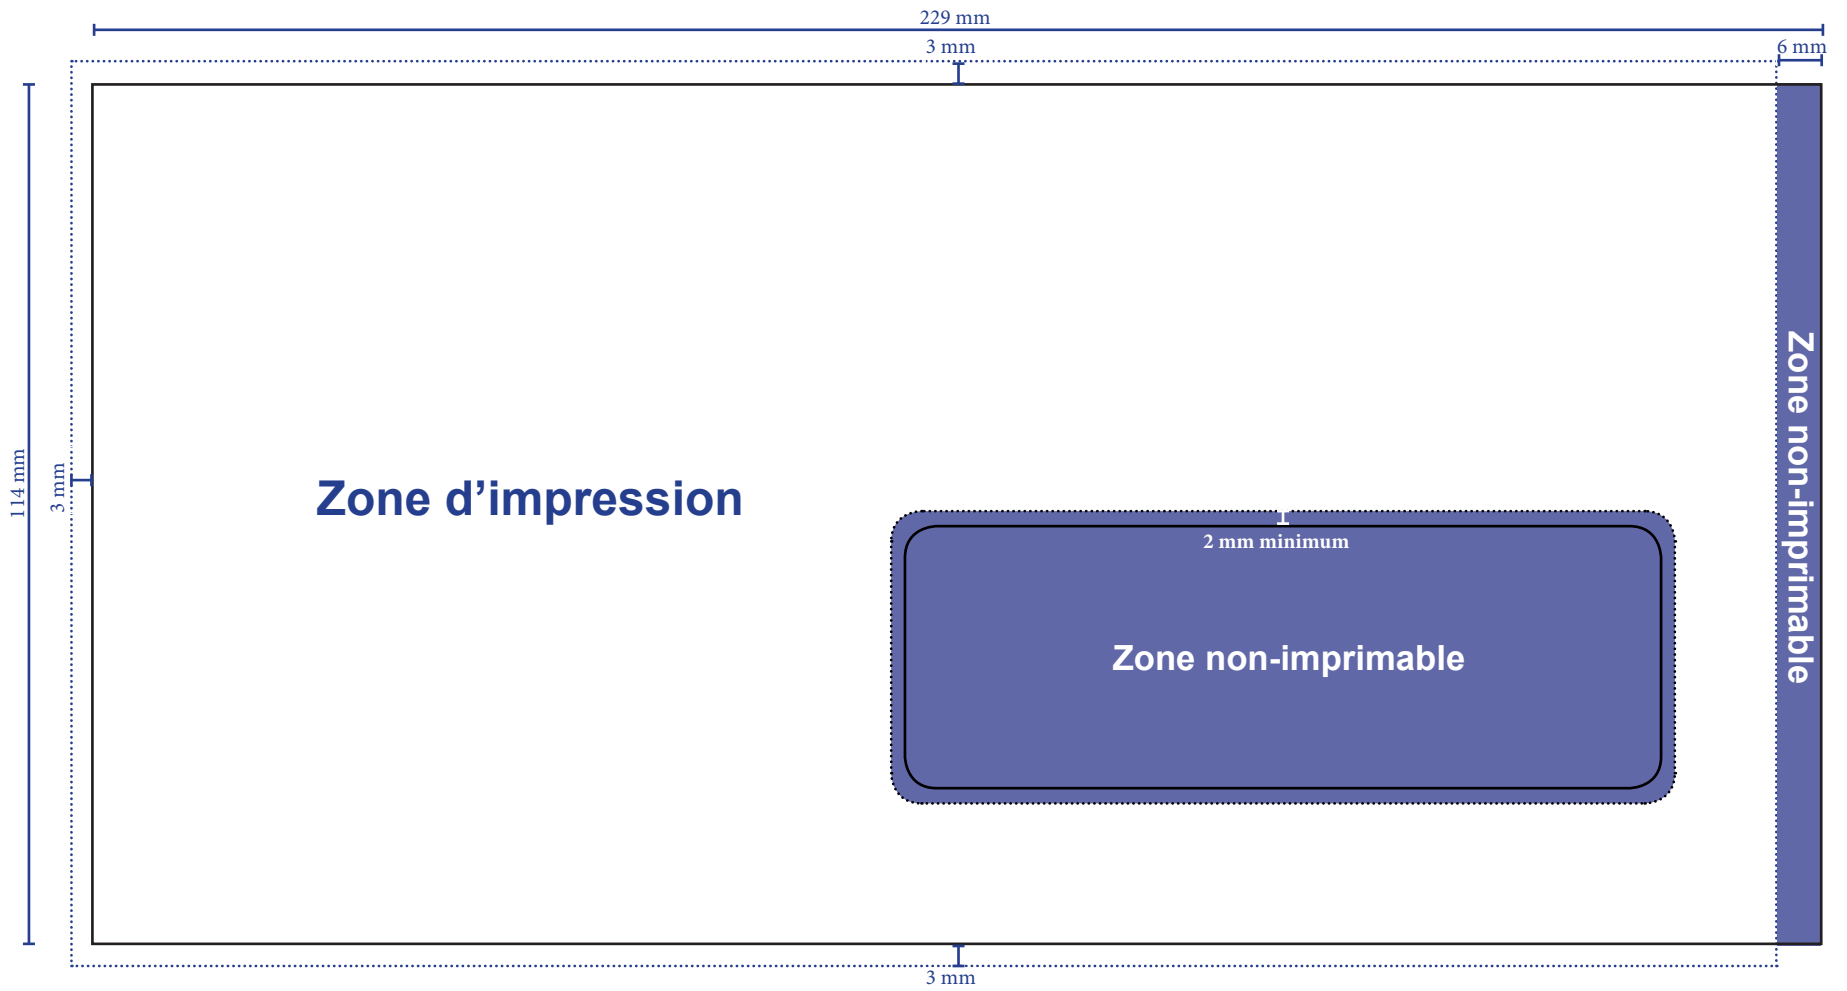 229 mm
3 mm
6 mm
114 mm
3 mm
Zone d’impression
2 mm minimum
Zone non-imprimable
Zone non-imprimable
3 mm